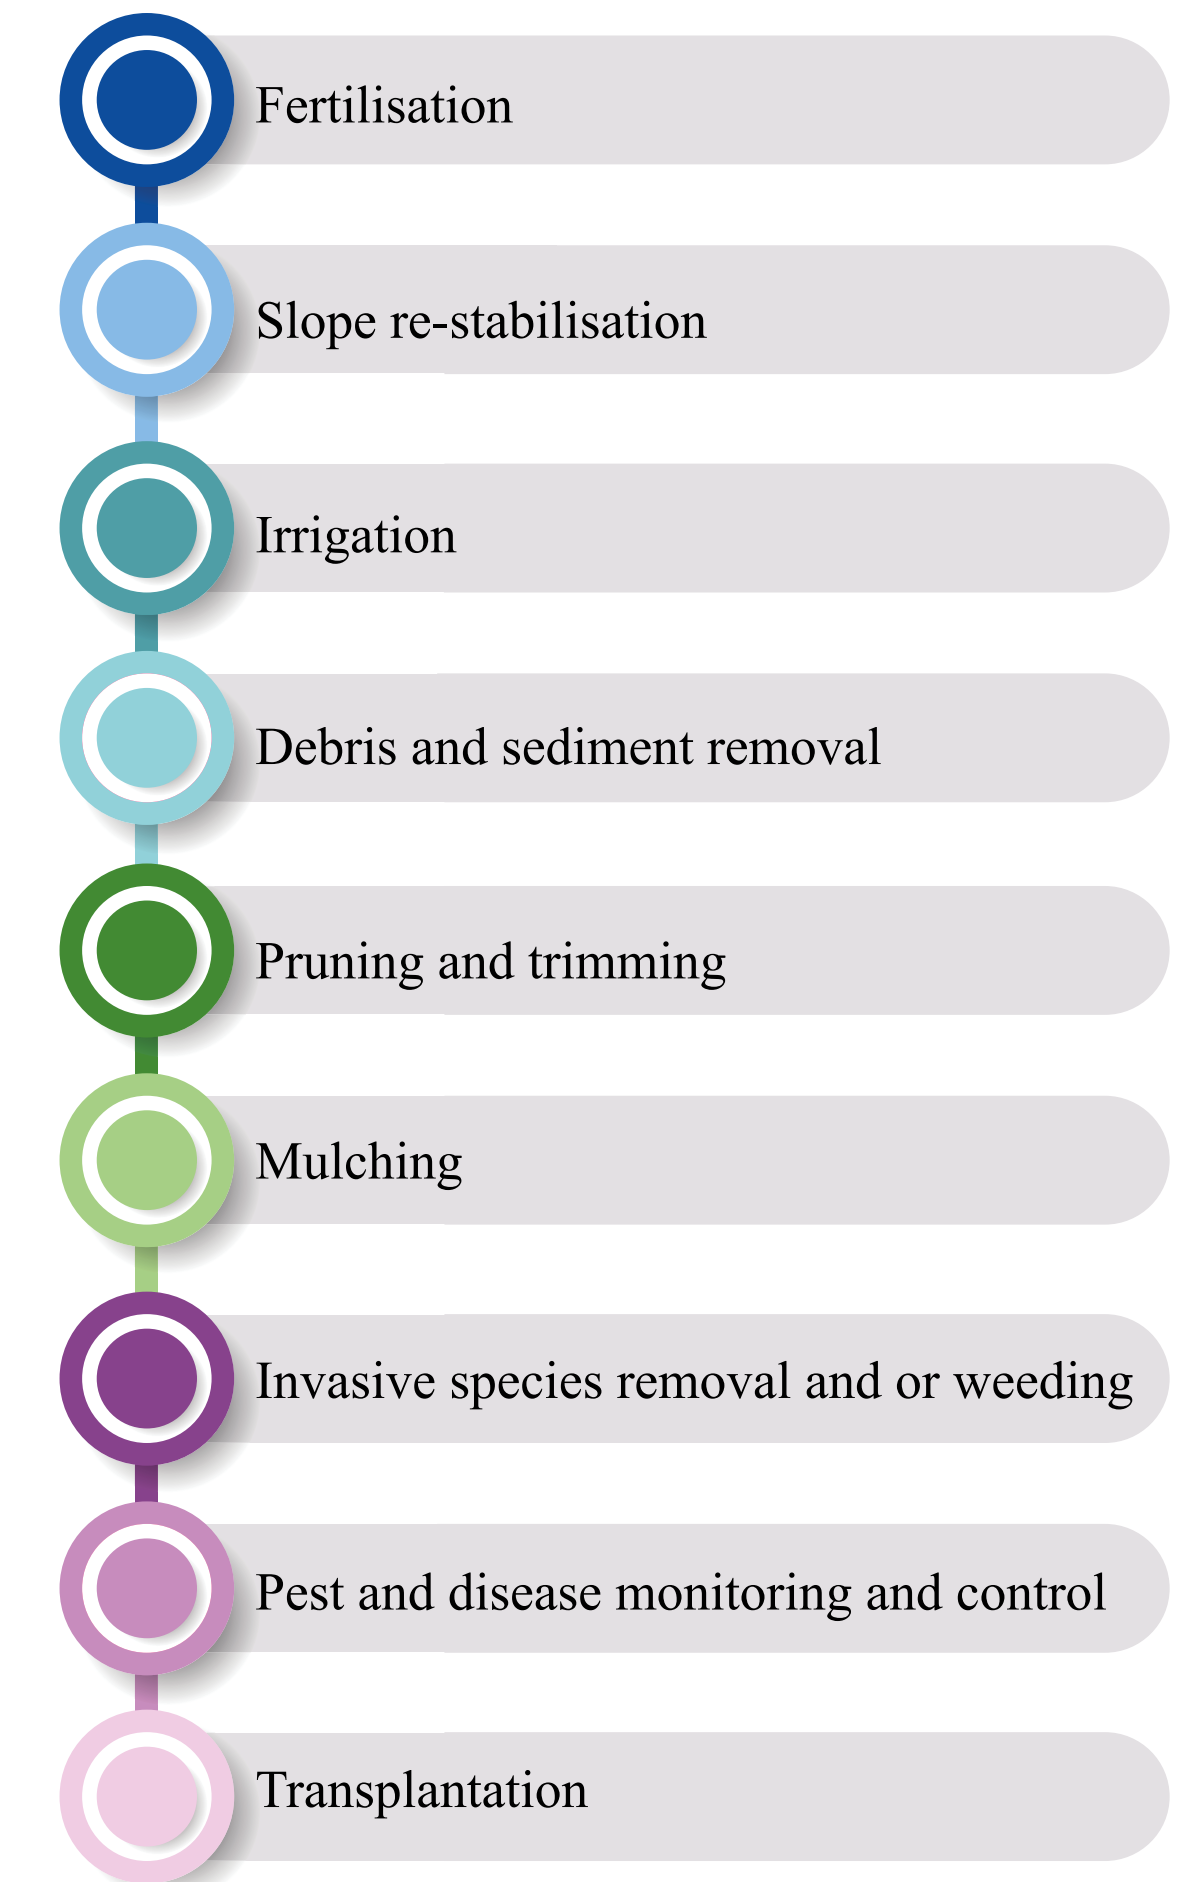 Fertilisation
Slope re-stabilisation
Irrigation
Debris and sediment removal
Pruning and trimming
Mulching
Invasive species removal and or weeding
Pest and disease monitoring and control
Transplantation